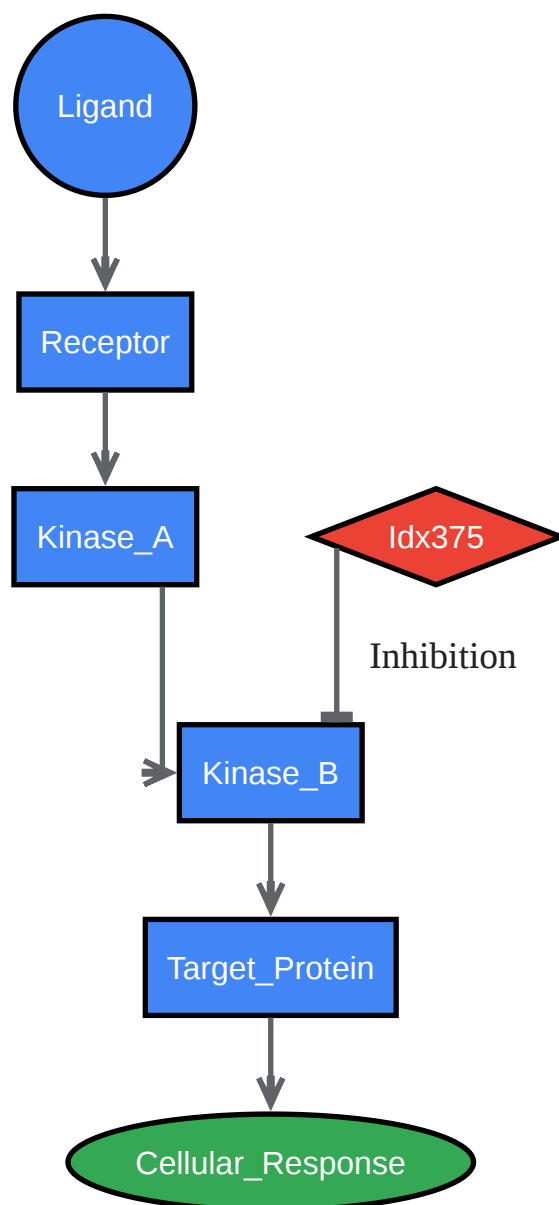 Ligand
Receptor
Kinase_A
Idx375
Inhibition
Kinase_B
Target_Protein
Cellular_Response